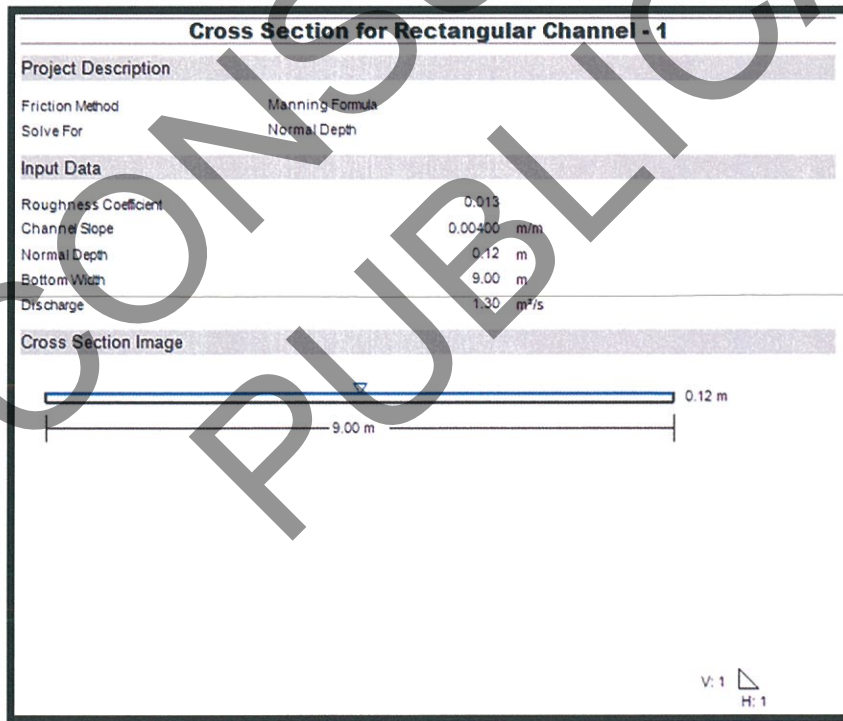 Cross Section for Rectangular Channel - 1
Project Description
Friction Method Manning Formula
Solve For Normal Depth
Input Data
Roughness Coefficient 0.013
Channel Slope 0.00400 m/m
Normal Depth 0.12 m
Bottom Width 9.00 m
Discharge 1.30 m³/s
Cross Section Image
0.12 m
9.00 m
V: 1
H: 1
CONSU
PUBLICA